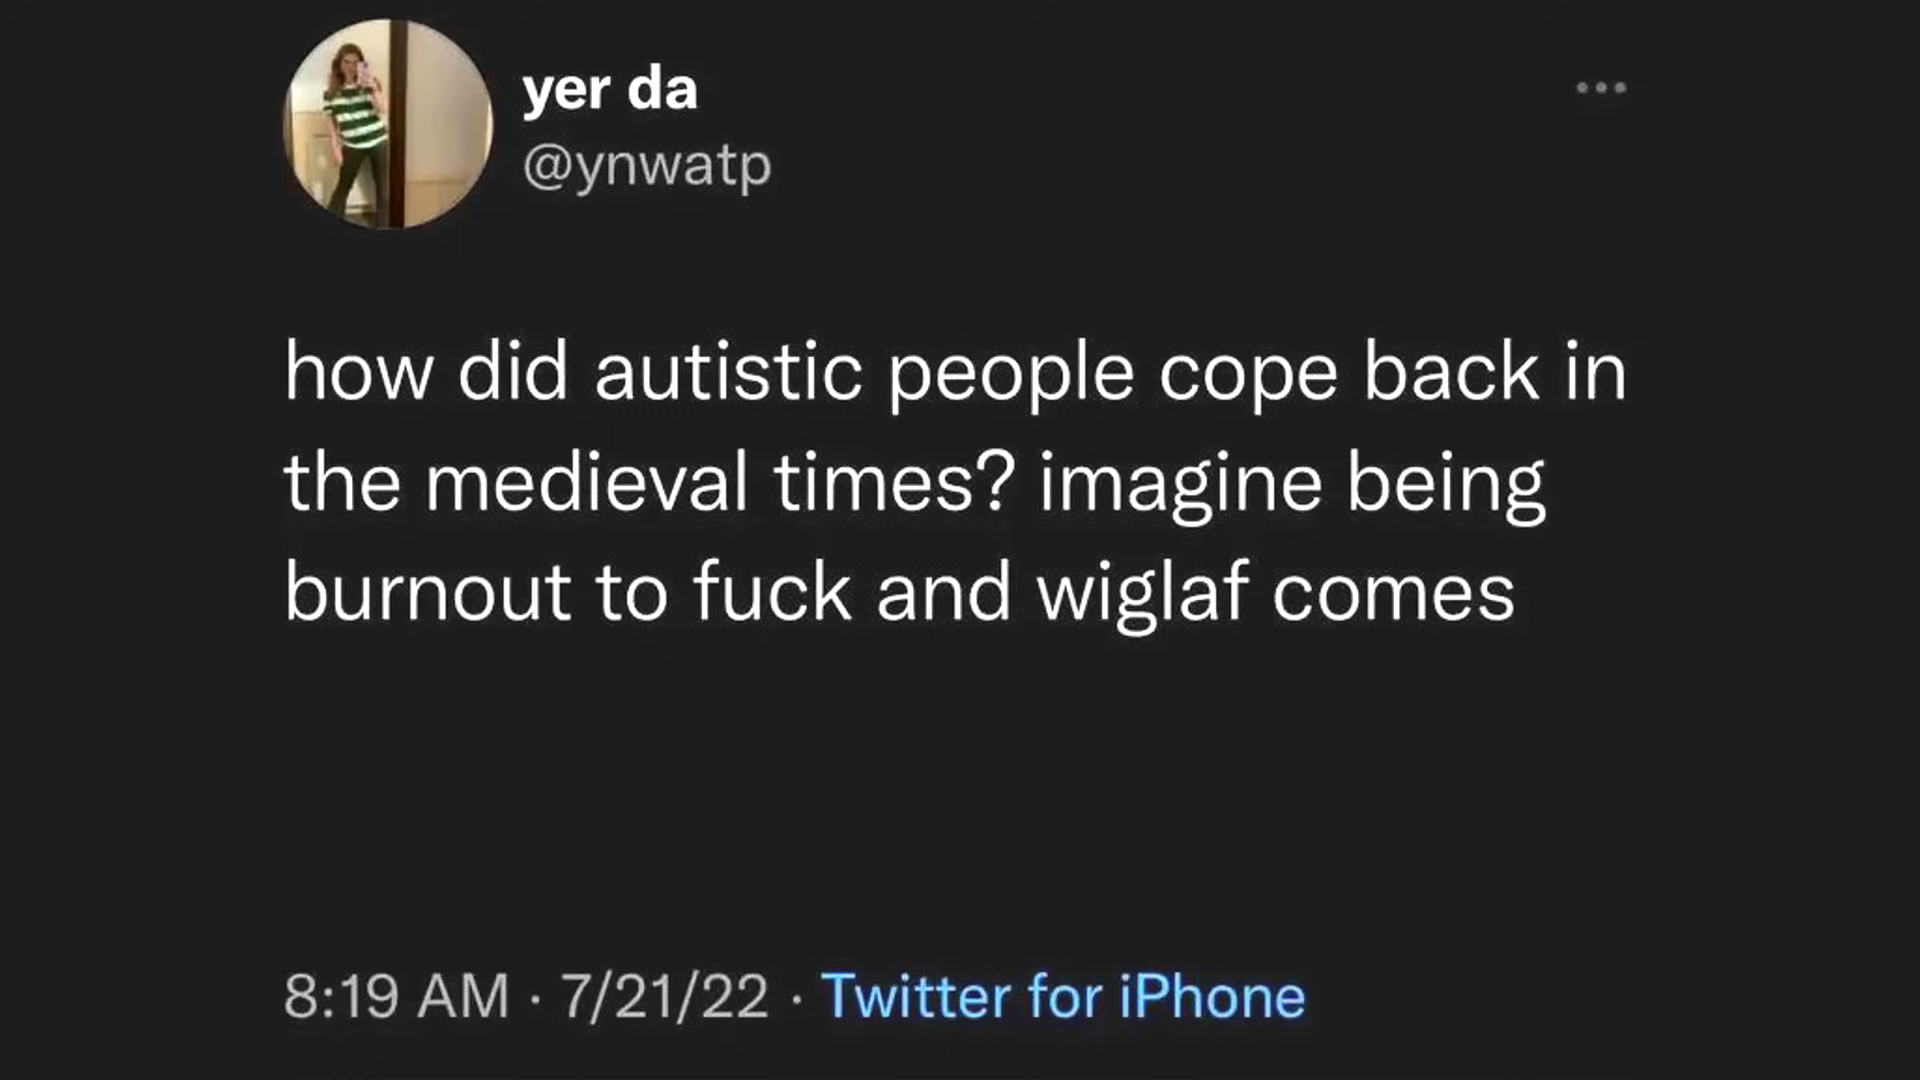 yer da
@ynwatp
how did autistic people cope back in
the medieval times? imagine being
burnout to fuck and wiglaf comes
8:19 AM · 7/21/22 · Twitter for iPhone